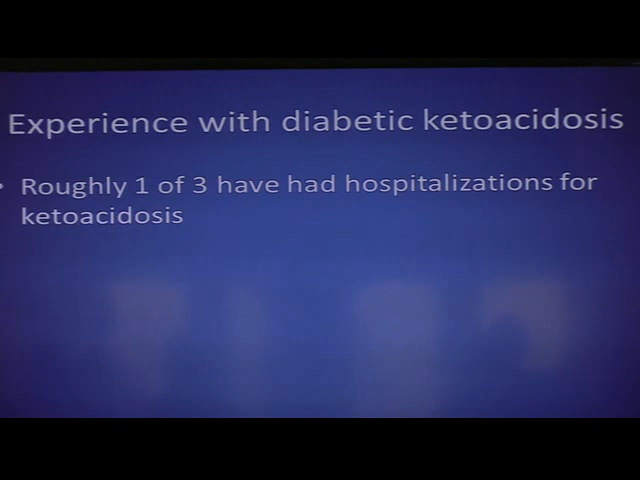 Experience with diabetic ketoacidosis
• Roughly 1 of 3 have had hospitalizations for
ketoacidosis